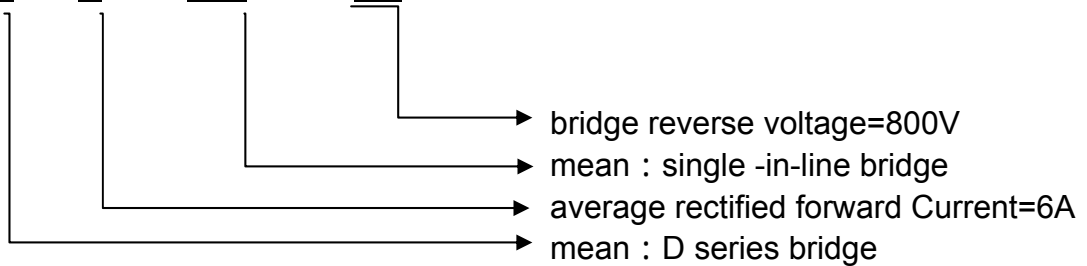 bridge reverse voltage=800V
mean：single -in-line bridge
average rectified forward Current=6A
mean：D series bridge